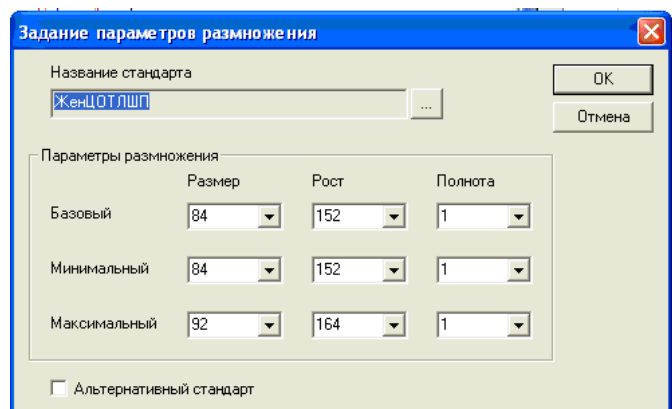 Задание параметров размножения
Название стандарта
OK
ЖенЦОТЛШП
...
Отмена
Параметры размножения
Размер Рост Полнота
Базовый 84 152 1
Минимальный 84 152 1
Максимальный 92 164 1
Альтернативный стандарт